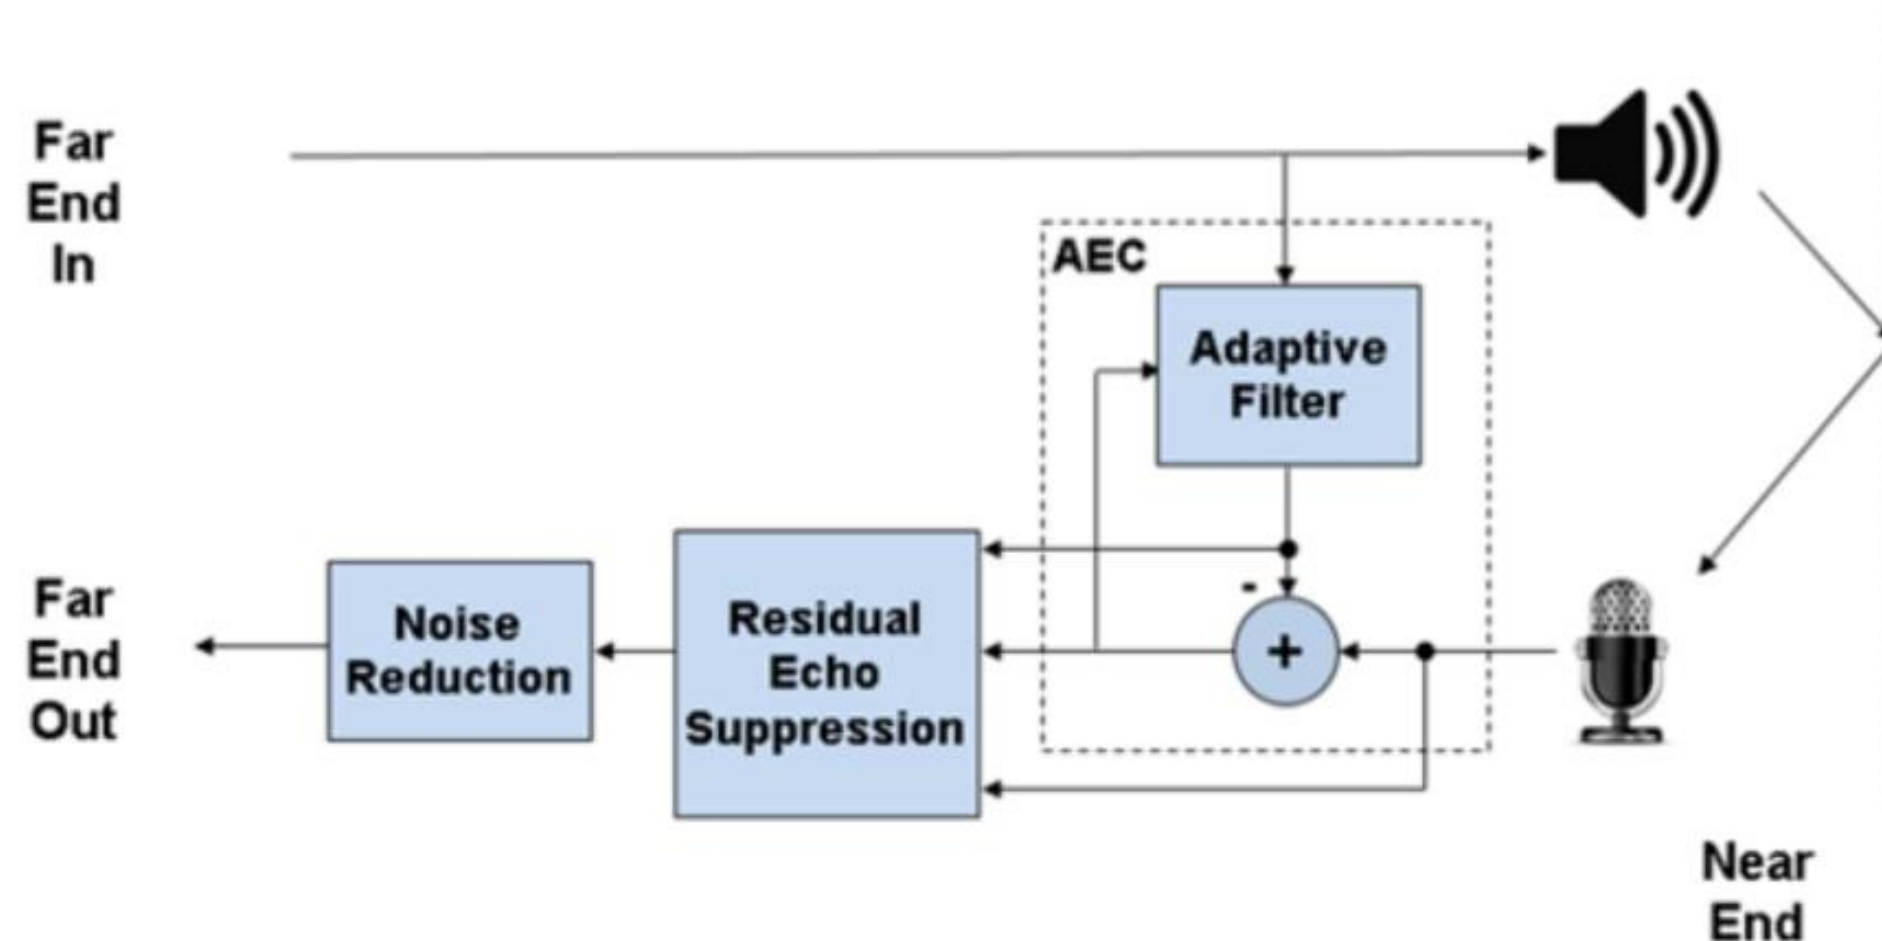 Far
End
In
AEC
Adaptive
Filter
-
+
Far
End
Out
Noise
Reduction
Residual
Echo
Suppression
Near
End